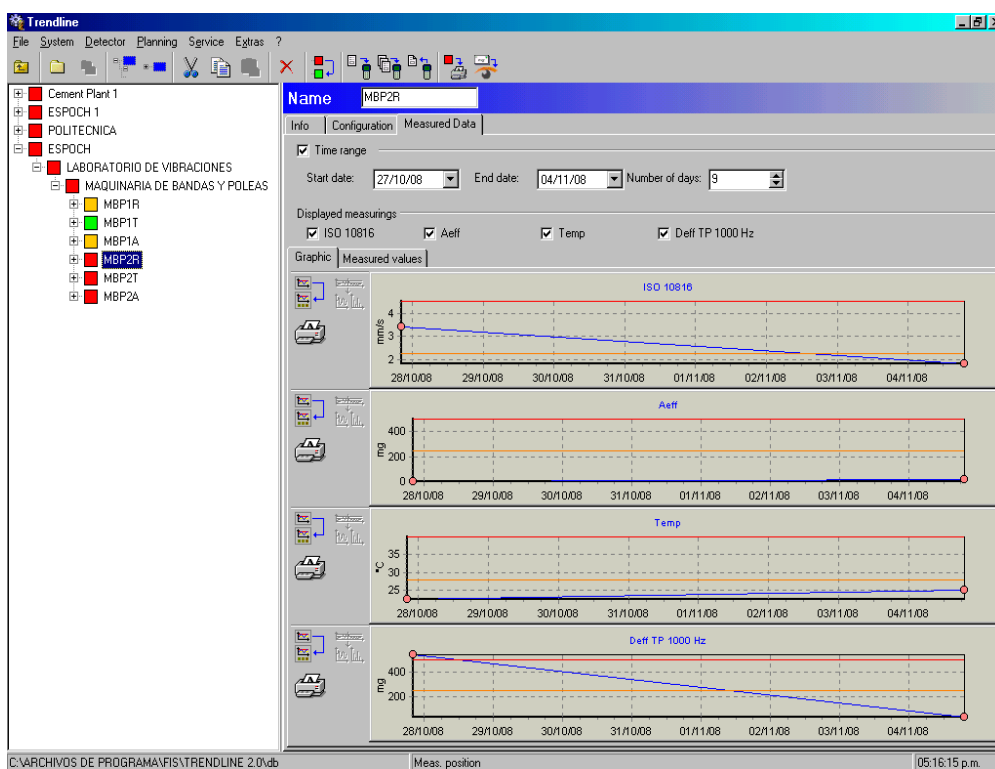 Trendline
File System Detector Planning Service Extras ?
Cement Plant 1
ESPOCH 1
POLITECNICA
ESPOCH
LABORATORIO DE VIBRACIONES
MAQUINARIA DE BANDAS Y POLEAS
MBP1R
MBP1T
MBP1A
MBP2R
MBP2T
MBP2A
Name MBP2R
Info Configuration Measured Data
Time range
Start date: 27/10/08 End date: 04/11/08 Number of days: 9
Displayed measurings
ISO 10816 Aeff Temp Deff TP 1000 Hz
Graphic Measured values
ISO 10816
mm/s
4
3
2
28/10/08 29/10/08 30/10/08 31/10/08 01/11/08 02/11/08 03/11/08 04/11/08
Aeff
mg
400
200
0
28/10/08 29/10/08 30/10/08 31/10/08 01/11/08 02/11/08 03/11/08 04/11/08
Temp
°C
35
30
25
28/10/08 29/10/08 30/10/08 31/10/08 01/11/08 02/11/08 03/11/08 04/11/08
Deff TP 1000 Hz
mg
400
200
28/10/08 29/10/08 30/10/08 31/10/08 01/11/08 02/11/08 03/11/08 04/11/08
C:\ARCHIVOS DE PROGRAMA\FIS\TRENDLINE 2.0\db Meas. position 05:16:15 p.m.